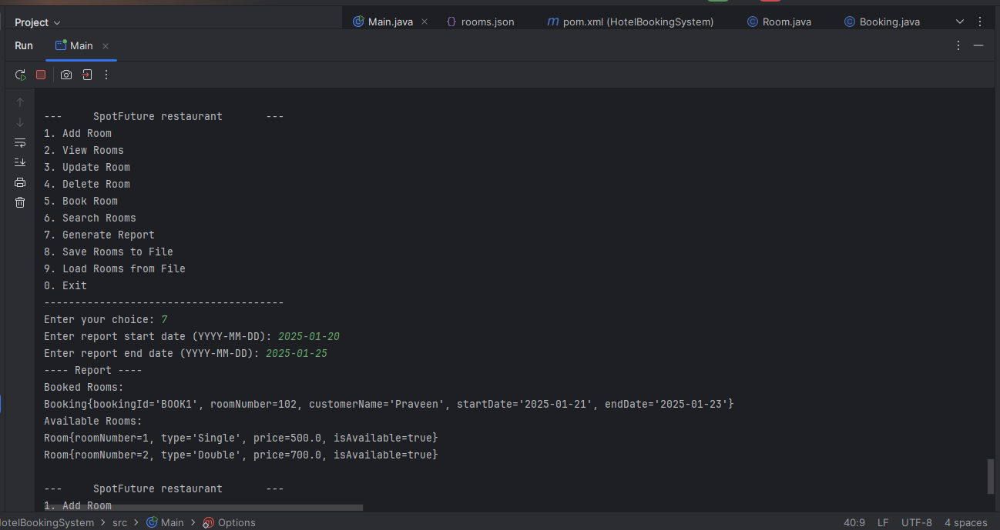 Project
Main.java
{} rooms.json
m pom.xml (HotelBookingSystem)
Room.java
Booking.java
Run
Main
---     SpotFuture restaurant       ---
1. Add Room
2. View Rooms
3. Update Room
4. Delete Room
5. Book Room
6. Search Rooms
7. Generate Report
8. Save Rooms to File
9. Load Rooms from File
0. Exit
---------------------------------------
Enter your choice: 7
Enter report start date (YYYY-MM-DD): 2025-01-20
Enter report end date (YYYY-MM-DD): 2025-01-25
---- Report ----
Booked Rooms:
Booking{bookingId='BOOK1', roomNumber=102, customerName='Praveen', startDate='2025-01-21', endDate='2025-01-23'}
Available Rooms:
Room{roomNumber=1, type='Single', price=500.0, isAvailable=true}
Room{roomNumber=2, type='Double', price=700.0, isAvailable=true}
---     SpotFuture restaurant       ---
1. Add Room
lotelBookingSystem > src > Main > Options
40:9 LF UTF-8 4 spaces